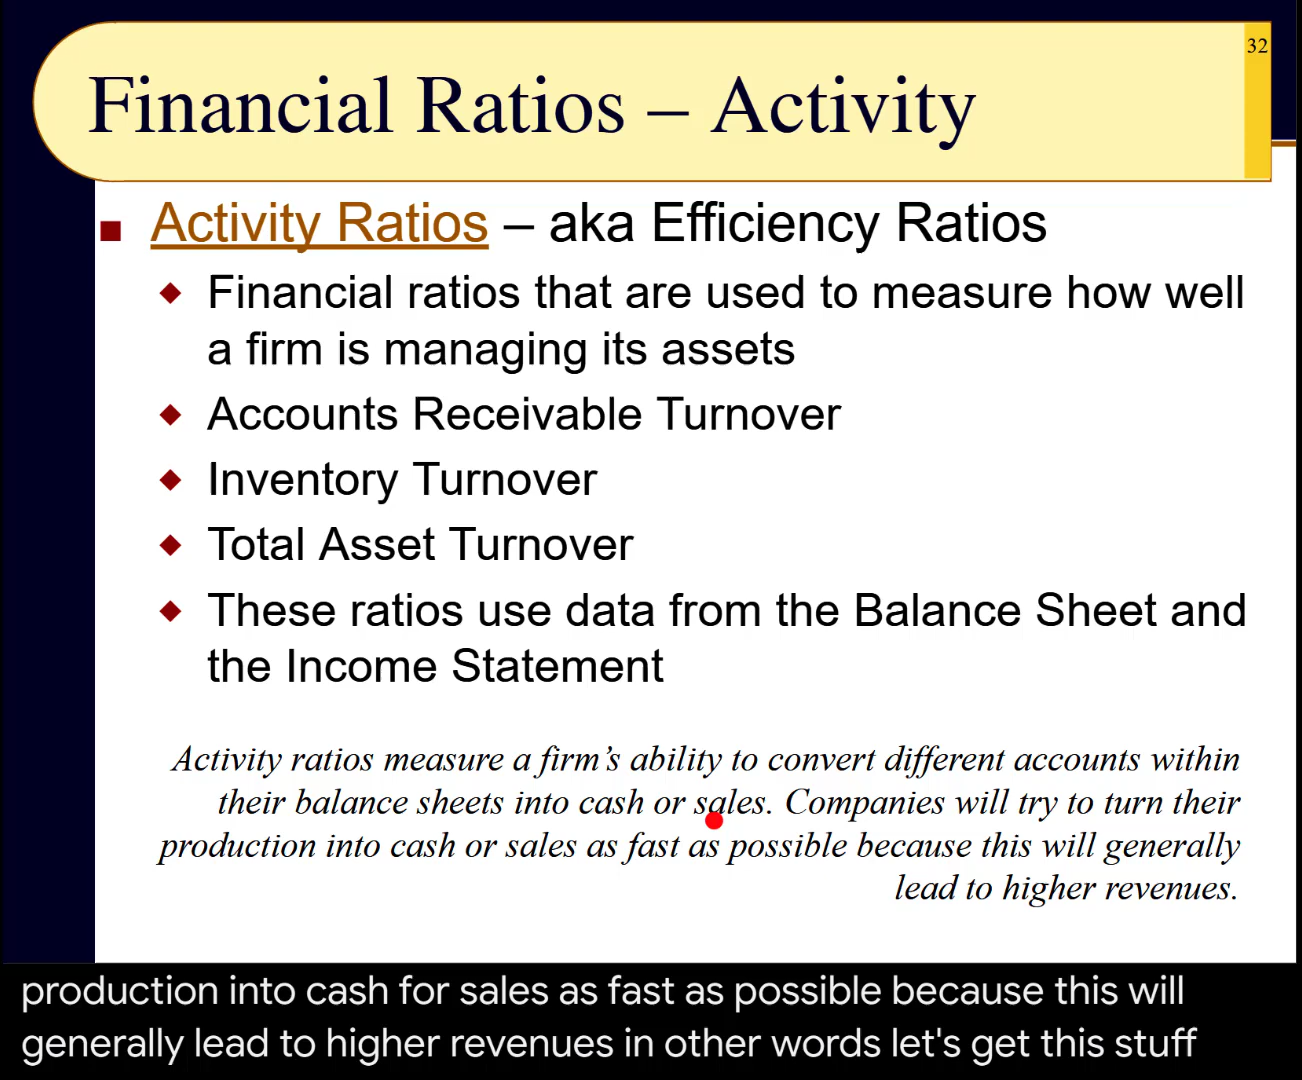 32
Financial Ratios – Activity
Activity Ratios – aka Efficiency Ratios
Financial ratios that are used to measure how well
a firm is managing its assets
Accounts Receivable Turnover
Inventory Turnover
Total Asset Turnover
These ratios use data from the Balance Sheet and
the Income Statement
Activity ratios measure a firm’s ability to convert different accounts within
their balance sheets into cash or sales. Companies will try to turn their
production into cash or sales as fast as possible because this will generally
lead to higher revenues.
production into cash for sales as fast as possible because this will
generally lead to higher revenues in other words let's get this stuff